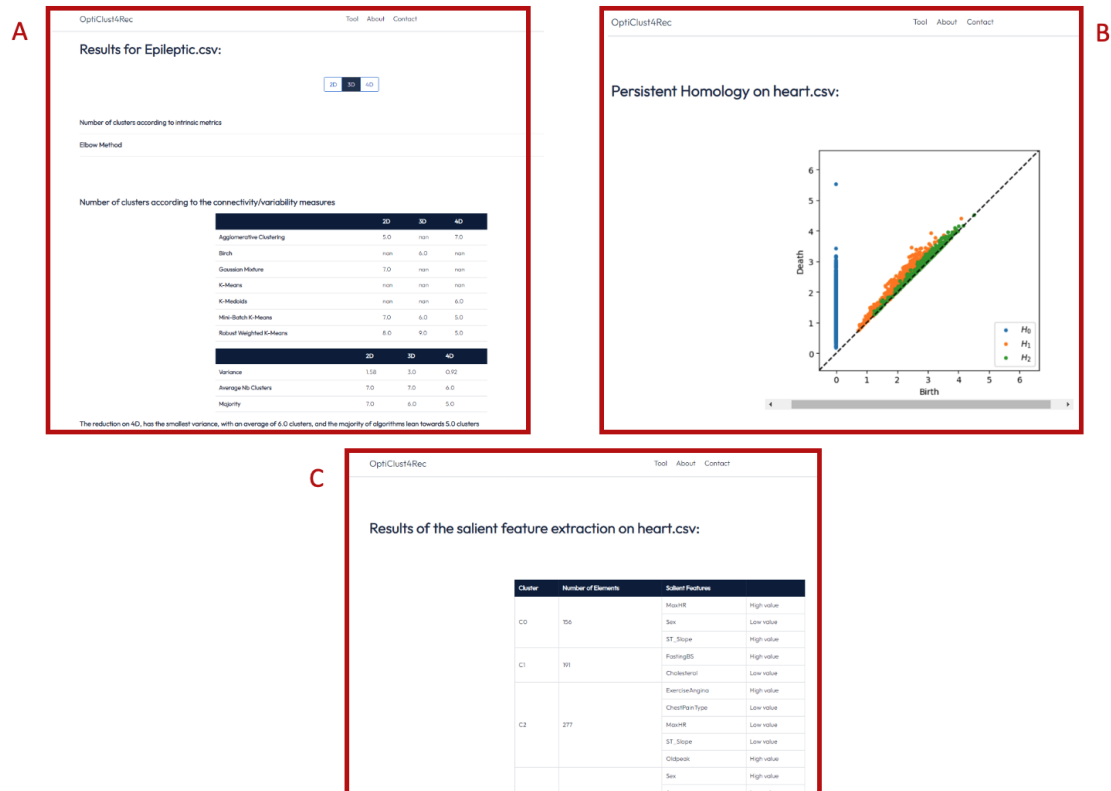 A
OptiClust4Rec Tool About Contact
Results for Epileptic.csv:
2D 3D 4D
Number of clusters according to intrinsic metrics
Elbow Method
Number of clusters according to the connectivity/variability measures
2D 3D 4D
Agglomerative Clustering 5.0 nan 7.0
Birch nan 6.0 nan
Gaussian Mixture 7.0 nan nan
K-Means nan nan nan
K-Medoids nan nan 6.0
Mini-Batch K-Means 7.0 6.0 5.0
Robust Weighted K-Means 8.0 9.0 5.0
2D 3D 4D
Variance 1.58 3.0 0.92
Average Nb Clusters 7.0 7.0 6.0
Majority 7.0 6.0 5.0
The reduction on 4D, has the smallest variance, with an average of 6.0 clusters, and the majority of algorithms lean towards 5.0 clusters
B
OptiClust4Rec Tool About Contact
Persistent Homology on heart.csv:
6
5
4
3
2
1
0
Death
0 1 2 3 4 5 6
Birth
H0
H1
H2
C
OptiClust4Rec Tool About Contact
Results of the salient feature extraction on heart.csv:
Cluster Number of Elements Salient Features
MaxHR High value
C0 156 Sex Low value
ST_Slope High value
C1 191 FastingBS High value
Cholesterol Low value
ExerciseAngina High value
ChestPainType Low value
C2 277 MaxHR Low value
ST_Slope Low value
Oldpeak High value
Sex High value